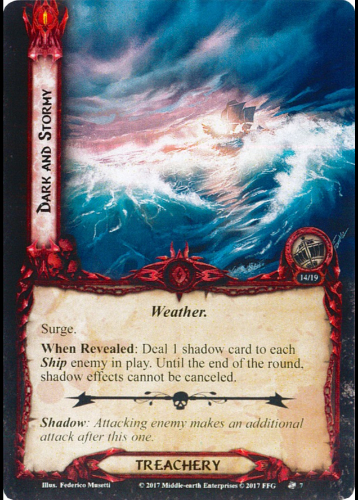 DARK AND STORMY
14/19
Weather.
Surge.
When Revealed: Deal 1 shadow card to each
Ship enemy in play. Until the end of the round,
shadow effects cannot be canceled.
Shadow: Attacking enemy makes an additional
attack after this one.
TREACHERY
Illus. Federico Musetti © 2017 Middle-earth Enterprises © 2017 FFG 7